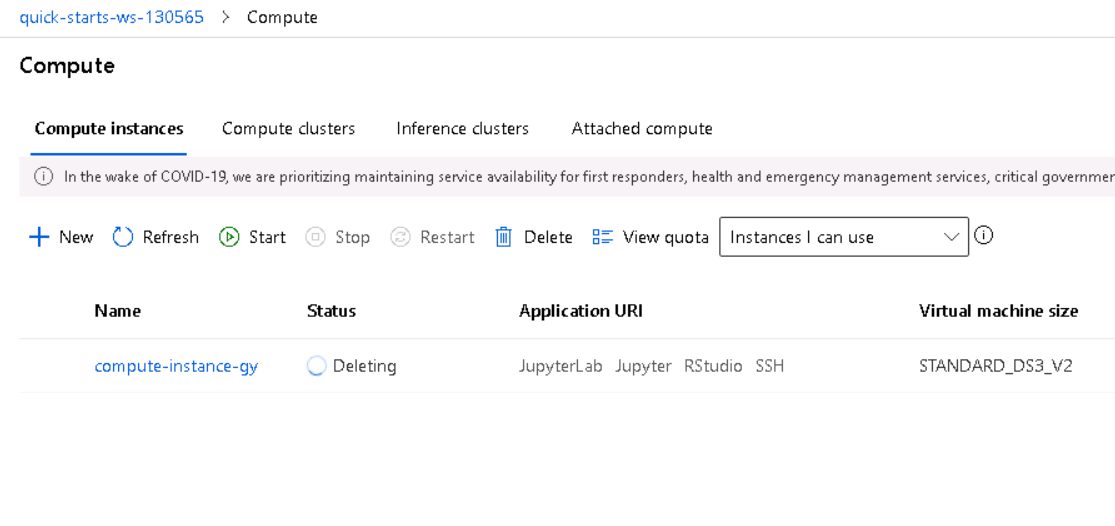 quick-starts-ws-130565 > Compute
Compute
Compute instances Compute clusters Inference clusters Attached compute
In the wake of COVID-19, we are prioritizing maintaining service availability for first responders, health and emergency management services, critical governmen
New Refresh Start Stop Restart Delete View quota Instances I can use
Name Status Application URI Virtual machine size
compute-instance-gy Deleting JupyterLab Jupyter RStudio SSH STANDARD_DS3_V2